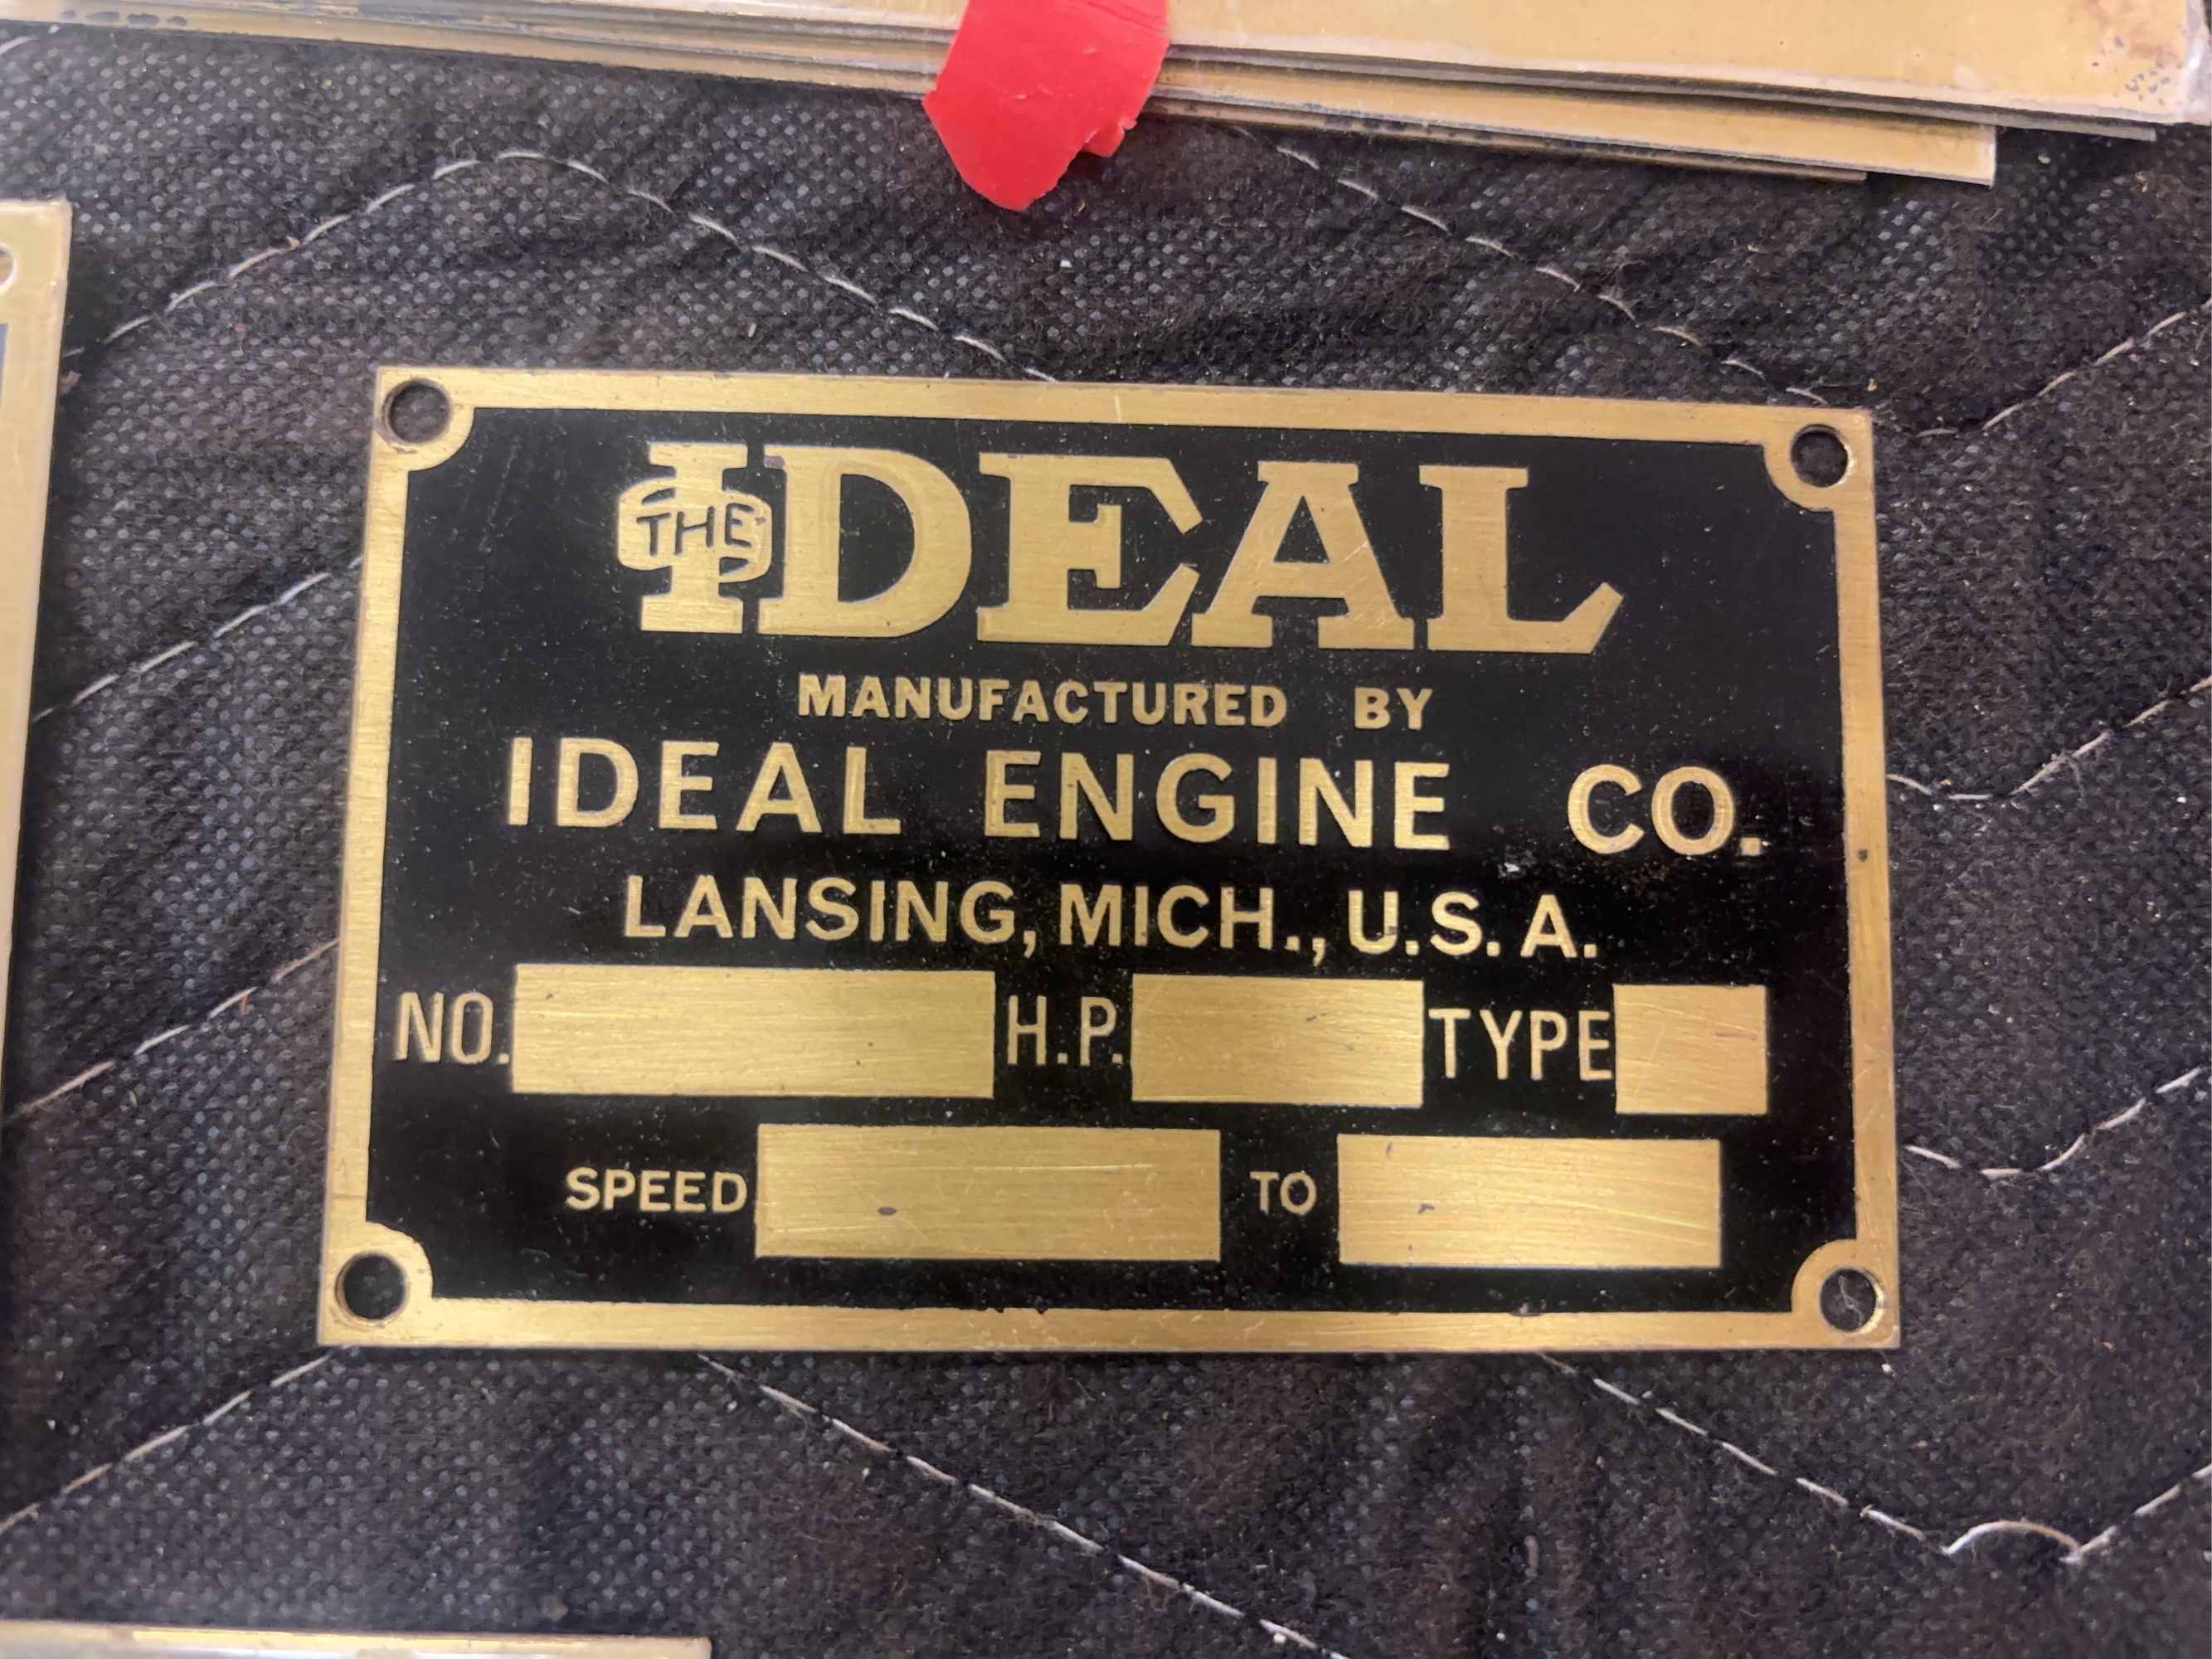 THE IDEAL
MANUFACTURED BY
IDEAL ENGINE CO.
LANSING, MICH., U.S.A.
NO. H.P. TYPE
SPEED TO